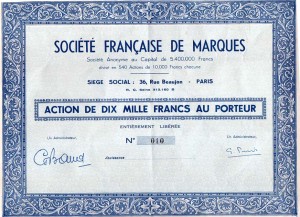 SOCIÉTÉ FRANÇAISE DE MARQUES
Société Anonyme au Capital de 5.400.000 Francs
divisé en 540 Actions de 10.000 Francs chacune
SIEGE SOCIAL : 36, Rue Beaujon - PARIS
R. C. Seine
ACTION DE DIX MILLE FRANCS AU PORTEUR
ENTIÈREMENT LIBÉRÉE
Un Administrateur, Nº 010 Un Administrateur,